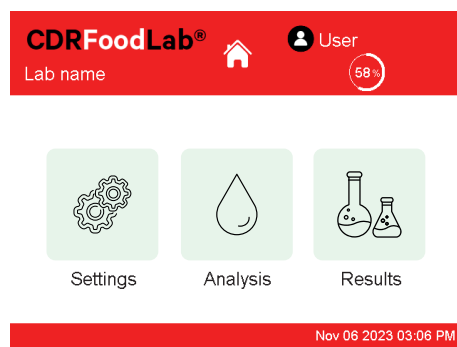 CDRFoodLab®
User
Lab name
58%
Settings
Analysis
Results
Nov 06 2023 03:06 PM